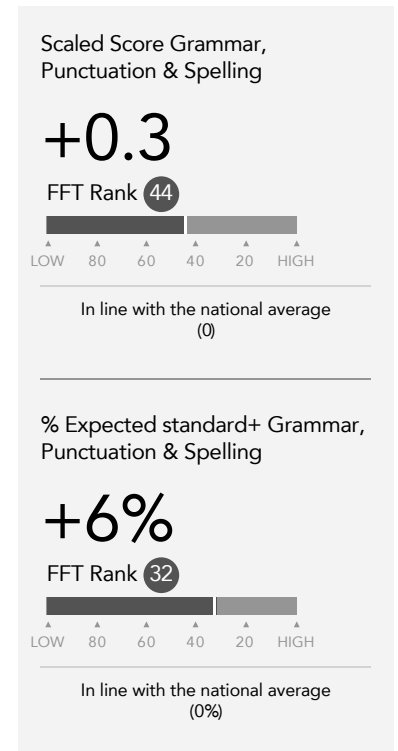 Scaled Score Grammar,
Punctuation & Spelling
+0.3
FFT Rank 44
LOW 80 60 40 20 HIGH
In line with the national average
(0)
% Expected standard+ Grammar,
Punctuation & Spelling
+6%
FFT Rank 32
LOW 80 60 40 20 HIGH
In line with the national average
(0%)